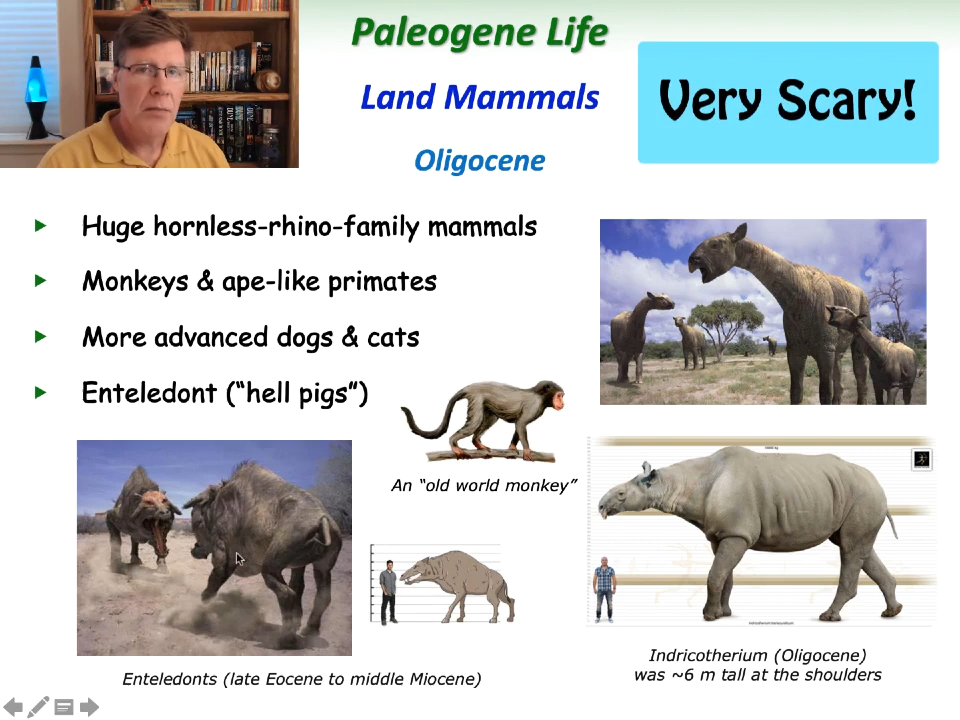 Paleogene Life
Land Mammals
Very Scary!
Oligocene
▶ Huge hornless-rhino-family mammals
▶ Monkeys & ape-like primates
▶ More advanced dogs & cats
▶ Enteledont (“hell pigs”)
An “old world monkey”
Indricotherium (Oligocene)
was ~6 m tall at the shoulders
Enteledonts (late Eocene to middle Miocene)